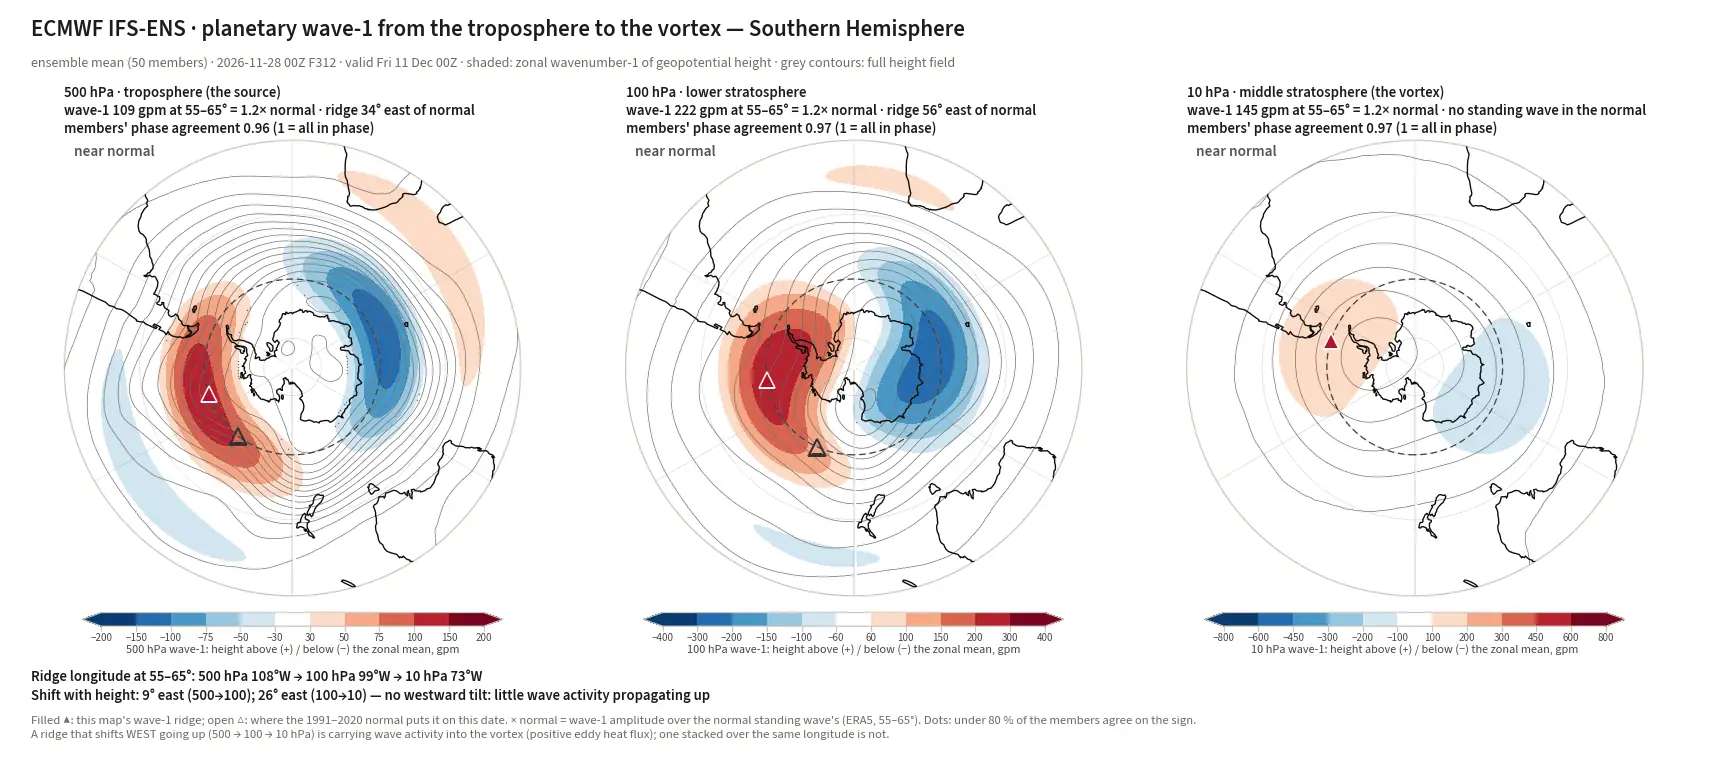 ECMWF IFS-ENS · planetary wave-1 from the troposphere to the vortex — Southern Hemisphere
ensemble mean (50 members) · 2026-11-28 00Z F312 · valid Fri 11 Dec 00Z · shaded: zonal wavenumber-1 of geopotential height · grey contours: full height field
500 hPa · troposphere (the source)
wave-1 109 gpm at 55–65° = 1.2× normal · ridge 34° east of normal
members' phase agreement 0.96 (1 = all in phase)
near normal
100 hPa · lower stratosphere
wave-1 222 gpm at 55–65° = 1.2× normal · ridge 56° east of normal
members' phase agreement 0.97 (1 = all in phase)
near normal
10 hPa · middle stratosphere (the vortex)
wave-1 145 gpm at 55–65° = 1.2× normal · no standing wave in the normal
members' phase agreement 0.97 (1 = all in phase)
near normal
−200 −150 −100 −75 −50 −30 30 50 75 100 150 200
500 hPa wave-1: height above (+) / below (−) the zonal mean, gpm
−400 −300 −200 −150 −100 −60 60 100 150 200 300 400
100 hPa wave-1: height above (+) / below (−) the zonal mean, gpm
−800 −600 −450 −300 −200 −100 100 200 300 450 600 800
10 hPa wave-1: height above (+) / below (−) the zonal mean, gpm
Ridge longitude at 55–65°: 500 hPa 108°W → 100 hPa 99°W → 10 hPa 73°W
Shift with height: 9° east (500→100); 26° east (100→10) — no westward tilt: little wave activity propagating up
Filled ▲: this map's wave-1 ridge; open △: where the 1991–2020 normal puts it on this date. × normal = wave-1 amplitude over the normal standing wave's (ERA5, 55–65°). Dots: under 80 % of the members agree on the sign.
A ridge that shifts WEST going up (500 → 100 → 10 hPa) is carrying wave activity into the vortex (positive eddy heat flux); one stacked over the same longitude is not.